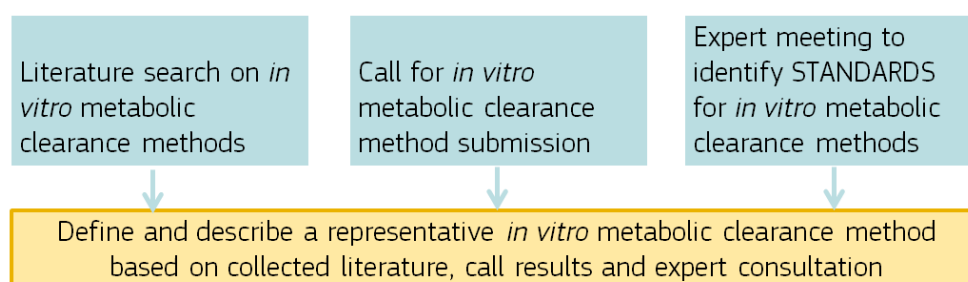 Literature search on in
vitro metabolic
clearance methods
Call for in vitro
metabolic clearance
method submission
Expert meeting to
identify STANDARDS
for in vitro metabolic
clearance methods
Define and describe a representative in vitro metabolic clearance method
based on collected literature, call results and expert consultation